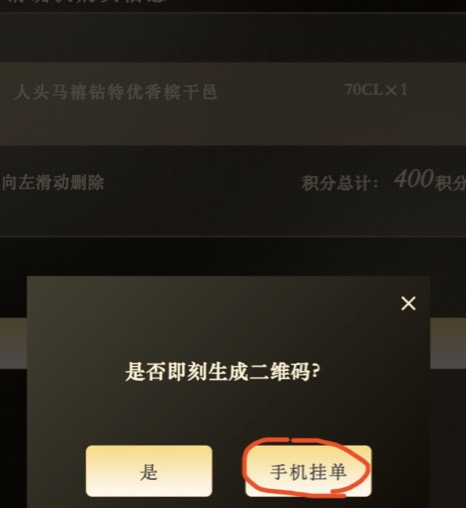 人头马禧钻特优香槟干邑 70CL×1
向左滑动删除 积分总计： 400积分
×
是否即刻生成二维码?
是 手机挂单